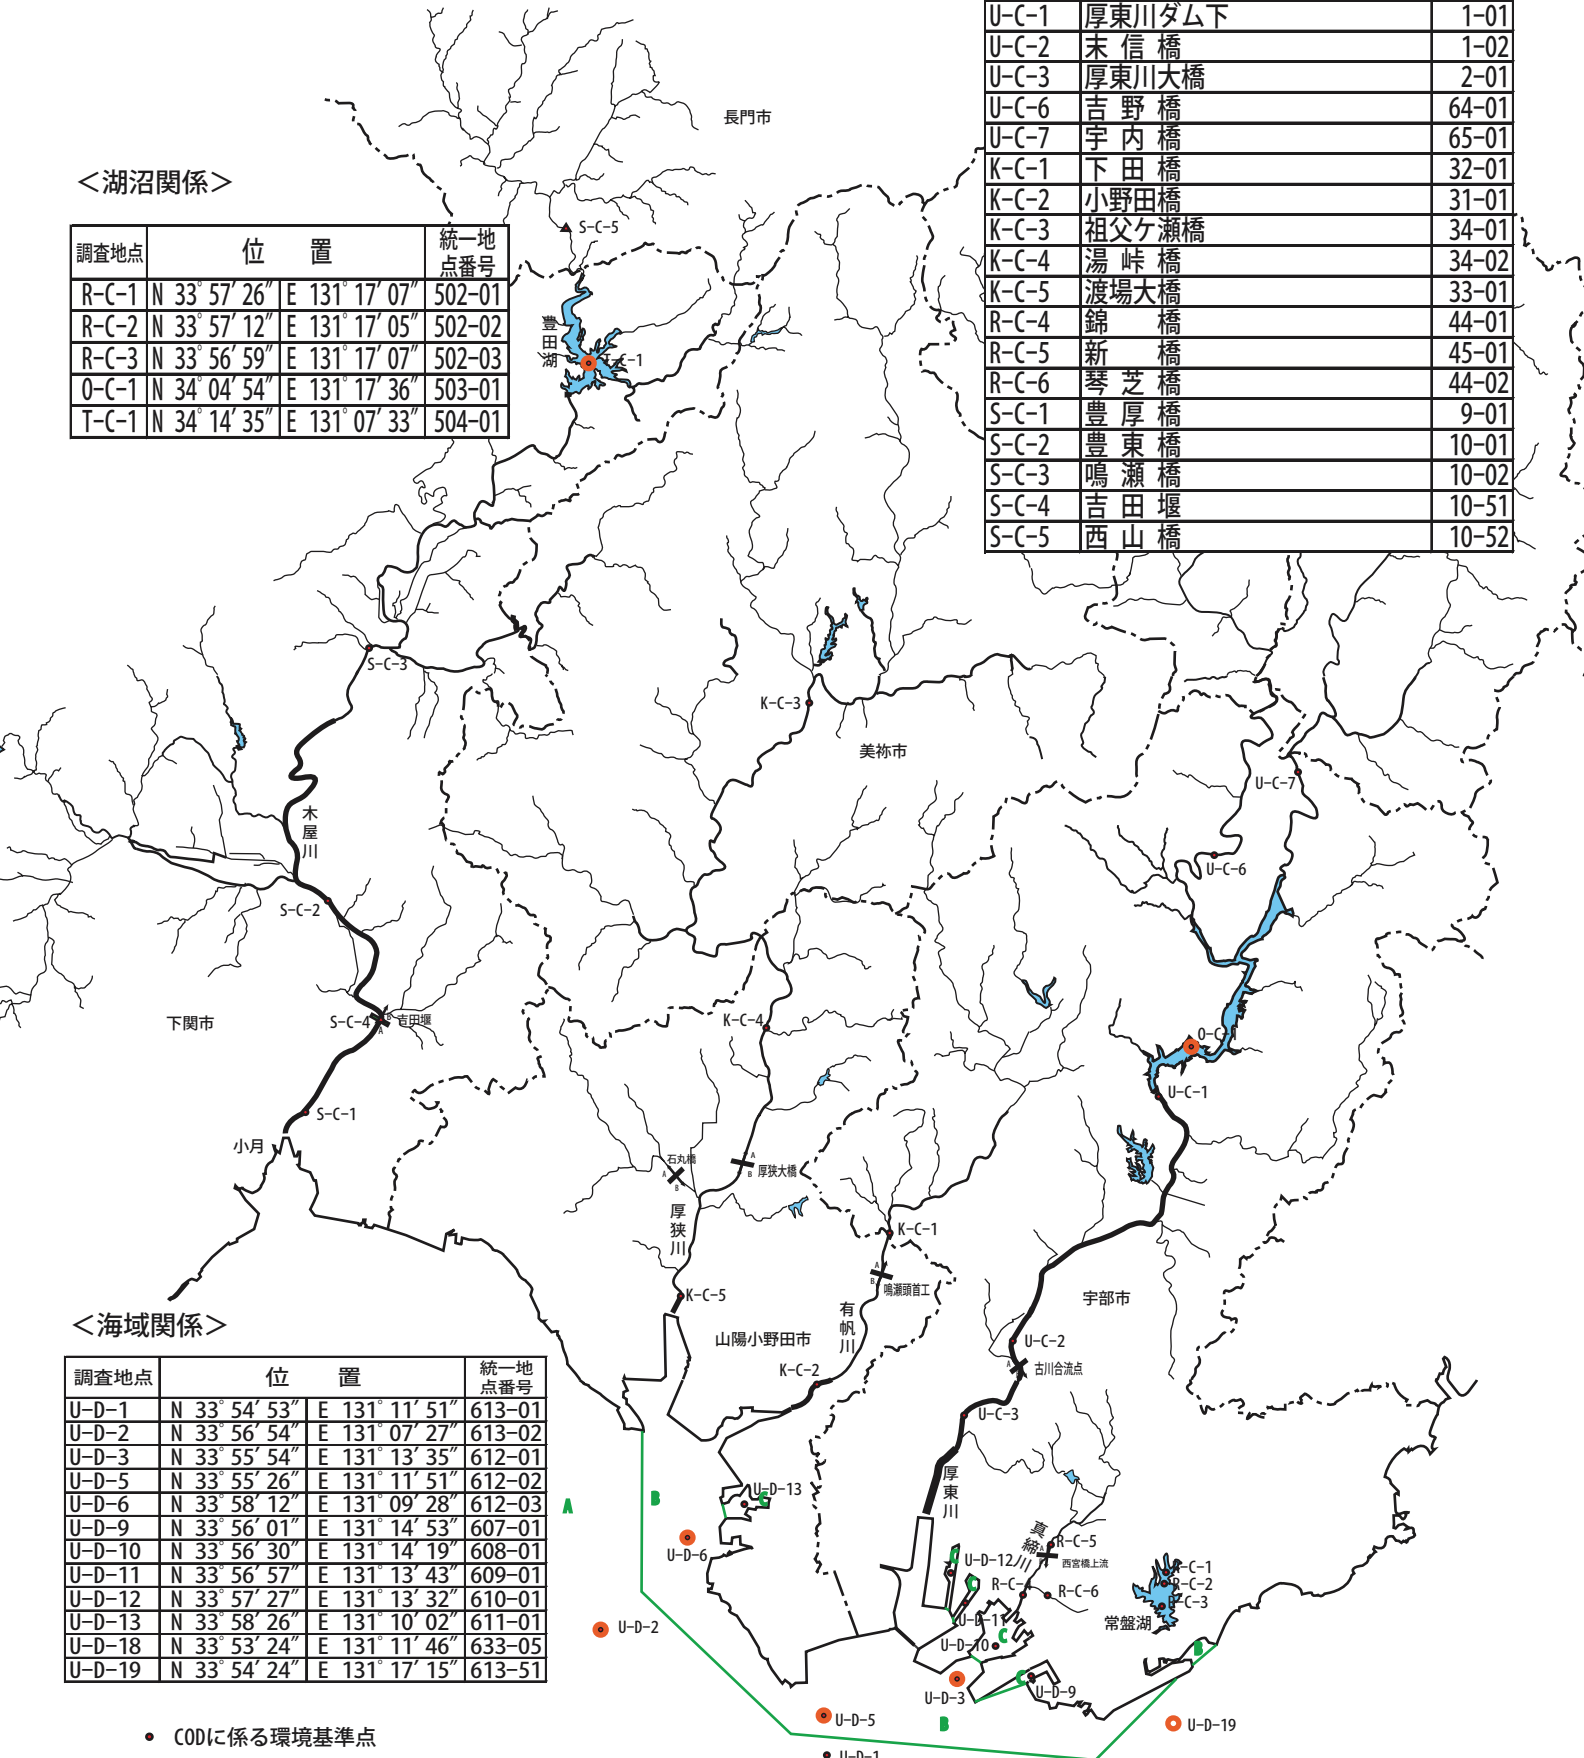 U-C-1 厚東川ダム下 1-01
U-C-2 末信橋 1-02
U-C-3 厚東川大橋 2-01
U-C-6 吉野橋 64-01
U-C-7 宇内橋 65-01
K-C-1 下田橋 32-01
K-C-2 小野田橋 31-01
K-C-3 祖父ケ瀬橋 34-01
K-C-4 湯峠橋 34-02
K-C-5 渡場大橋 33-01
R-C-4 錦橋 44-01
R-C-5 新橋 45-01
R-C-6 琴芝橋 44-02
S-C-1 豊厚橋 9-01
S-C-2 豊東橋 10-01
S-C-3 鳴瀬橋 10-02
S-C-4 吉田堰 10-51
S-C-5 西山橋 10-52
＜湖沼関係＞
調査地点 位置 統一地点番号
R-C-1 N 33°57′26″ E 131°17′07″ 502-01
R-C-2 N 33°57′12″ E 131°17′05″ 502-02
R-C-3 N 33°56′59″ E 131°17′07″ 502-03
O-C-1 N 34°04′54″ E 131°17′36″ 503-01
T-C-1 N 34°14′35″ E 131°07′33″ 504-01
長門市
S-C-5
豊田湖
T-C-1
S-C-3
K-C-3
美祢市
U-C-7
木屋川
U-C-6
S-C-2
下関市
S-C-4
B
吉田堰
A
K-C-4
O-C-1
U-C-1
S-C-1
小月
石丸橋
A
B
A
B
厚狭大橋
厚狭川
K-C-1
A
B
鳴瀬頭首工
K-C-5
有帆川
宇部市
山陽小野田市
U-C-2
K-C-2
A
古川合流点
U-C-3
＜海域関係＞
調査地点 位置 統一地点番号
U-D-1 N 33°54′53″ E 131°11′51″ 613-01
U-D-2 N 33°56′54″ E 131°07′27″ 613-02
U-D-3 N 33°55′54″ E 131°13′35″ 612-01
U-D-5 N 33°55′26″ E 131°11′51″ 612-02
U-D-6 N 33°58′12″ E 131°09′28″ 612-03
U-D-9 N 33°56′01″ E 131°14′53″ 607-01
U-D-10 N 33°56′30″ E 131°14′19″ 608-01
U-D-11 N 33°56′57″ E 131°13′43″ 609-01
U-D-12 N 33°57′27″ E 131°13′32″ 610-01
U-D-13 N 33°58′26″ E 131°10′02″ 611-01
U-D-18 N 33°53′24″ E 131°11′46″ 633-05
U-D-19 N 33°54′24″ E 131°17′15″ 613-51
厚東川
A
B
U-D-13
C
U-D-6
真締川
R-C-5
A
西宮橋上流
C
U-D-12
C
R-C-4
R-C-6
R-C-1
R-C-2
R-C-3
常盤湖
U-D-11
C
U-D-10
U-D-2
B
C
U-D-9
U-D-3
U-D-5
B
U-D-19
U-D-1
CODに係る環境基準点